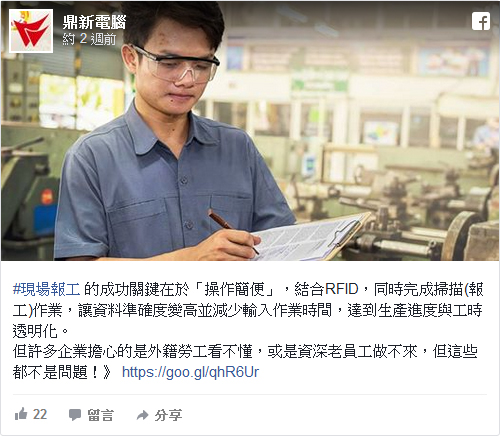 鼎新電腦
約 2 週前
#現場報工 的成功關鍵在於「操作簡便」，結合RFID，同時完成掃描(報
工)作業，讓資料準確度變高並減少輸入作業時間，達到生產進度與工時
透明化。
但許多企業擔心的是外籍勞工看不懂，或是資深老員工做不來，但這些
都不是問題！》 https://goo.gl/qhR6Ur
22 留言 分享